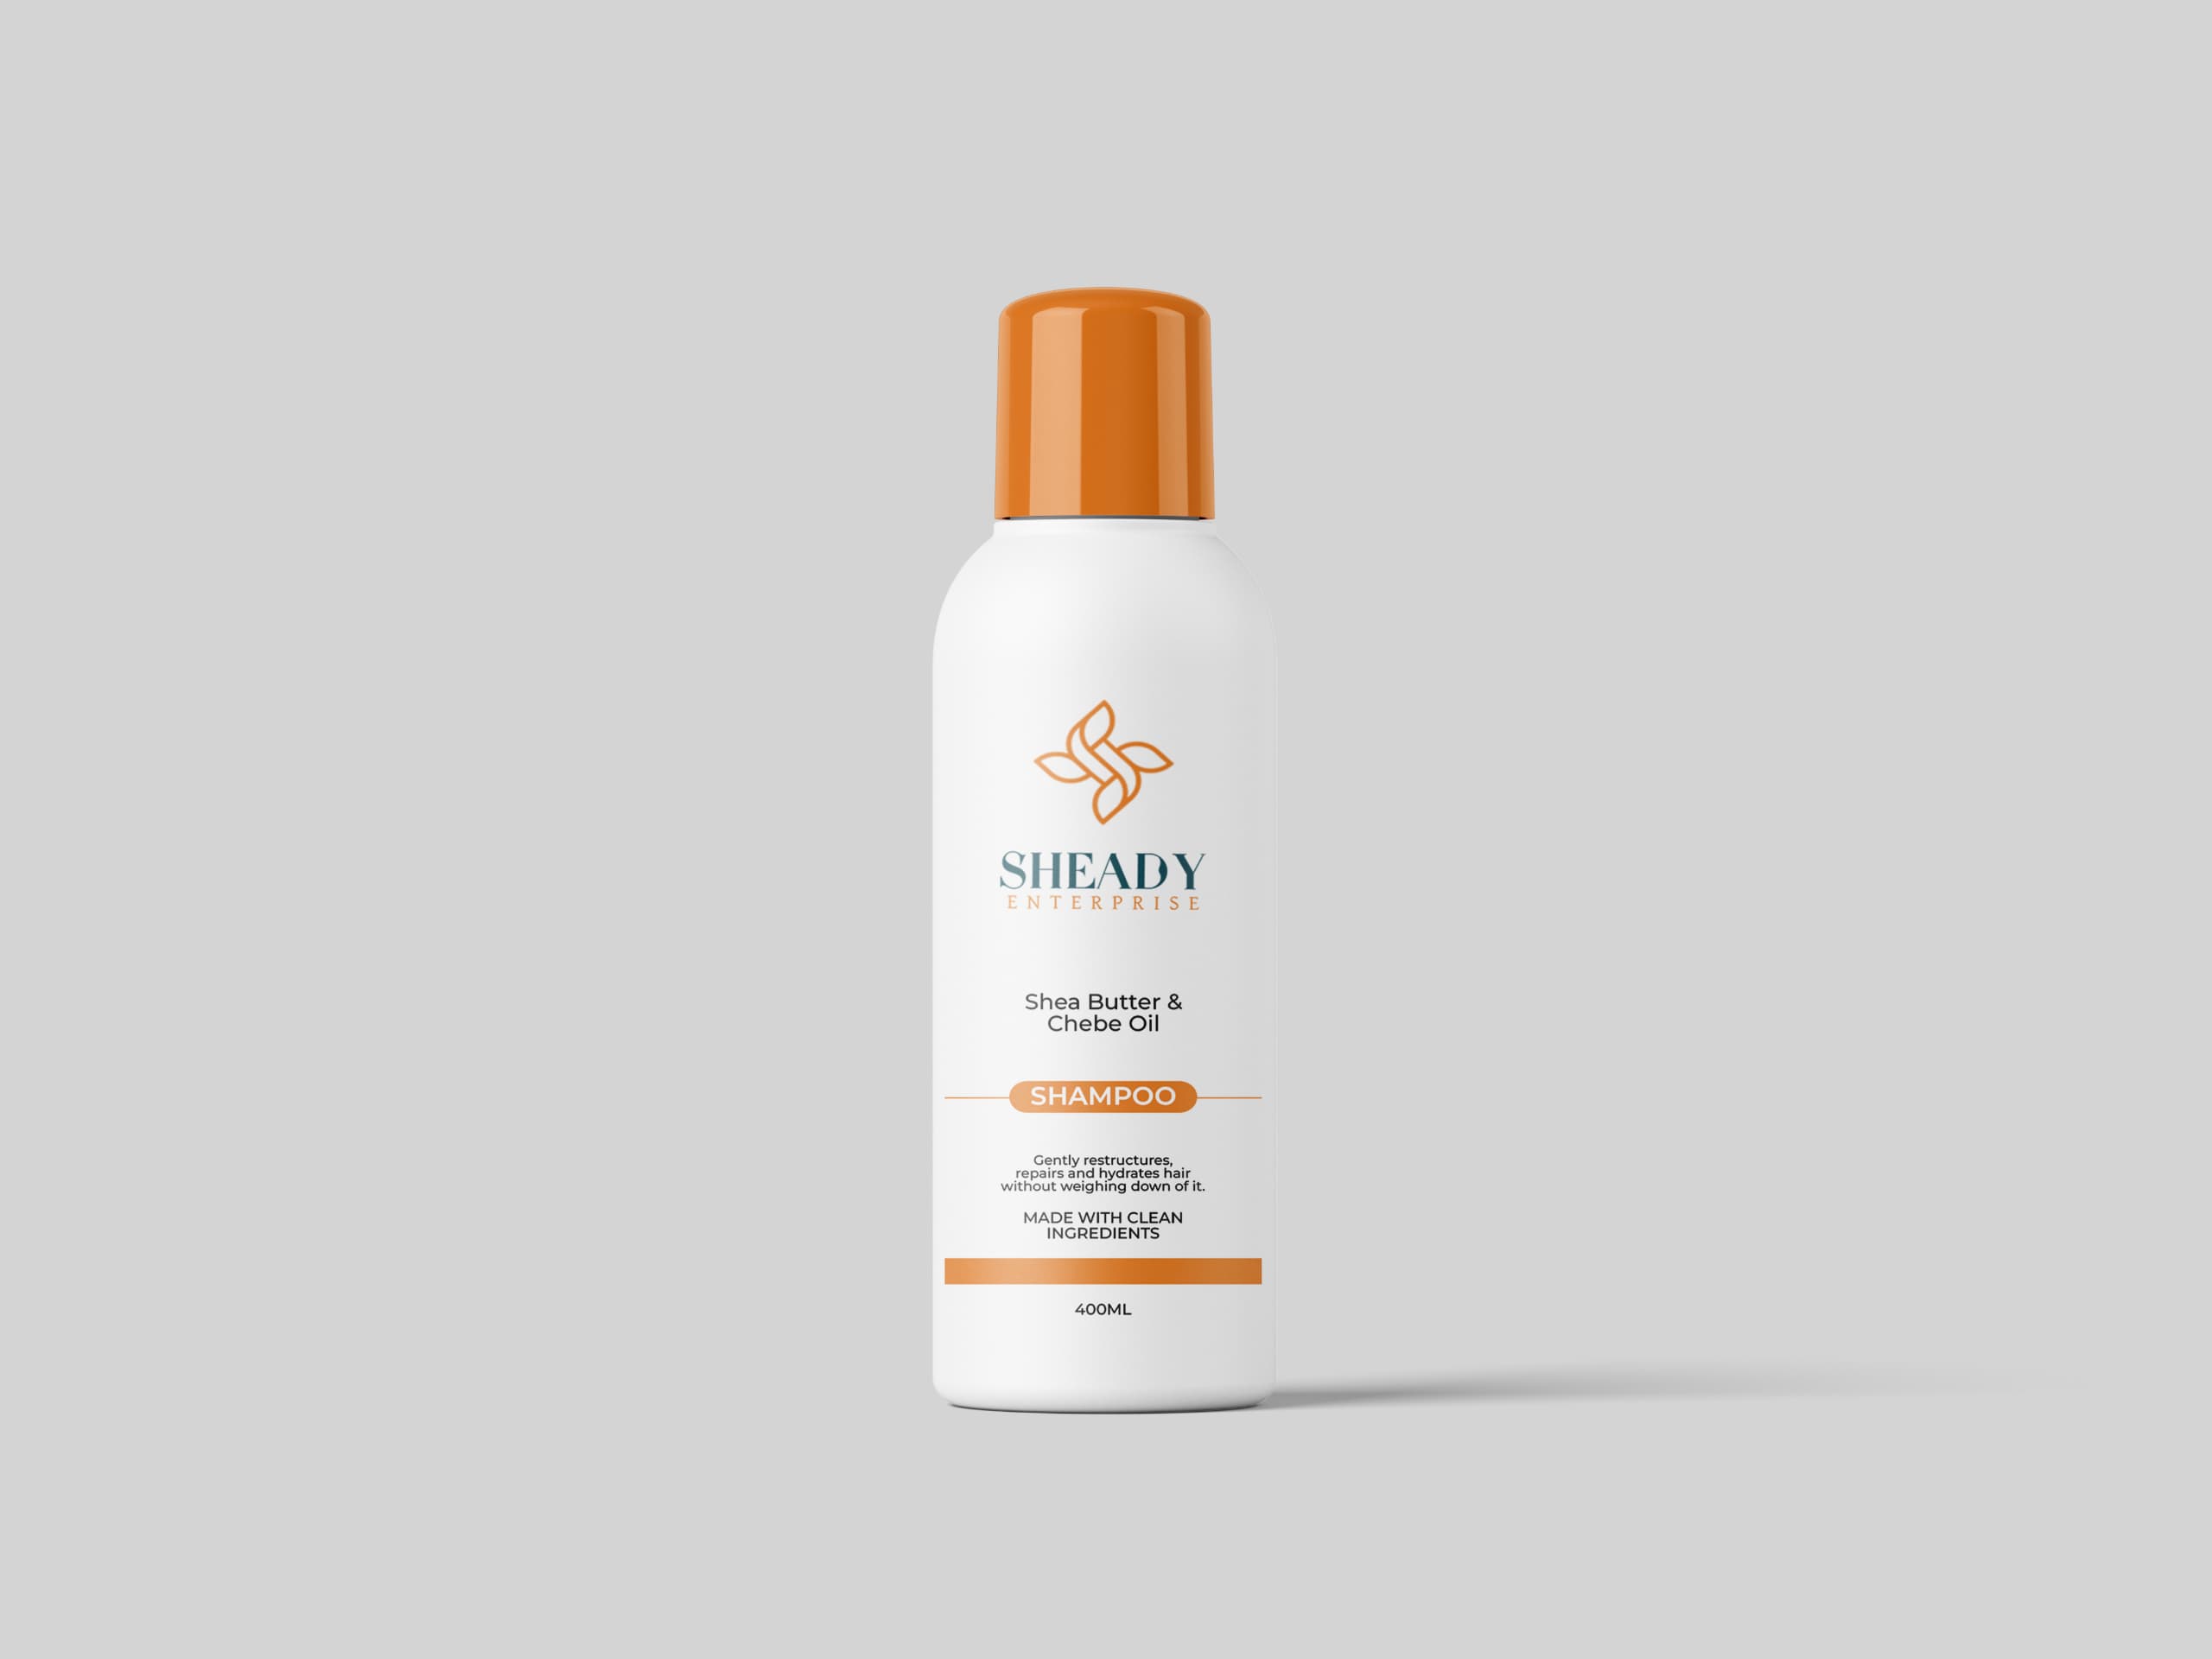 SHEADY
ENTERPRISE
Shea Butter &
Chebe Oil
SHAMPOO
Gently restructures,
repairs and hydrates hair
without weighing down of it.
MADE WITH CLEAN
INGREDIENTS
400ML